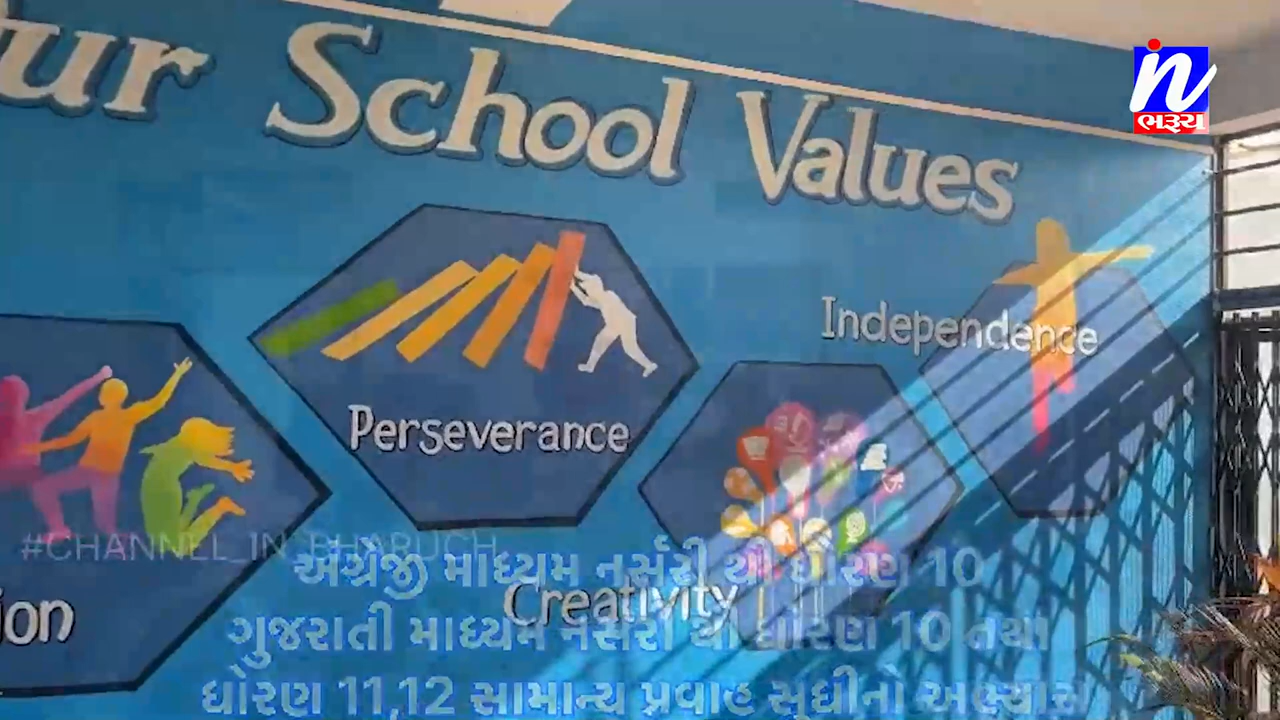 ur School Values
in
ભરૂચ
Independence
Perseverance
#CHANNEL_IN_BHARUCH
અંગ્રેજી માધ્યમ નર્સરી થી ધોરણ 10
Creativity
ion
ગુજરાતી માધ્યમ નર્સરી થી ધોરણ 10 તથા
ધોરણ 11,12 સામાન્ય પ્રવાહ સુધીનો અભ્યાસ